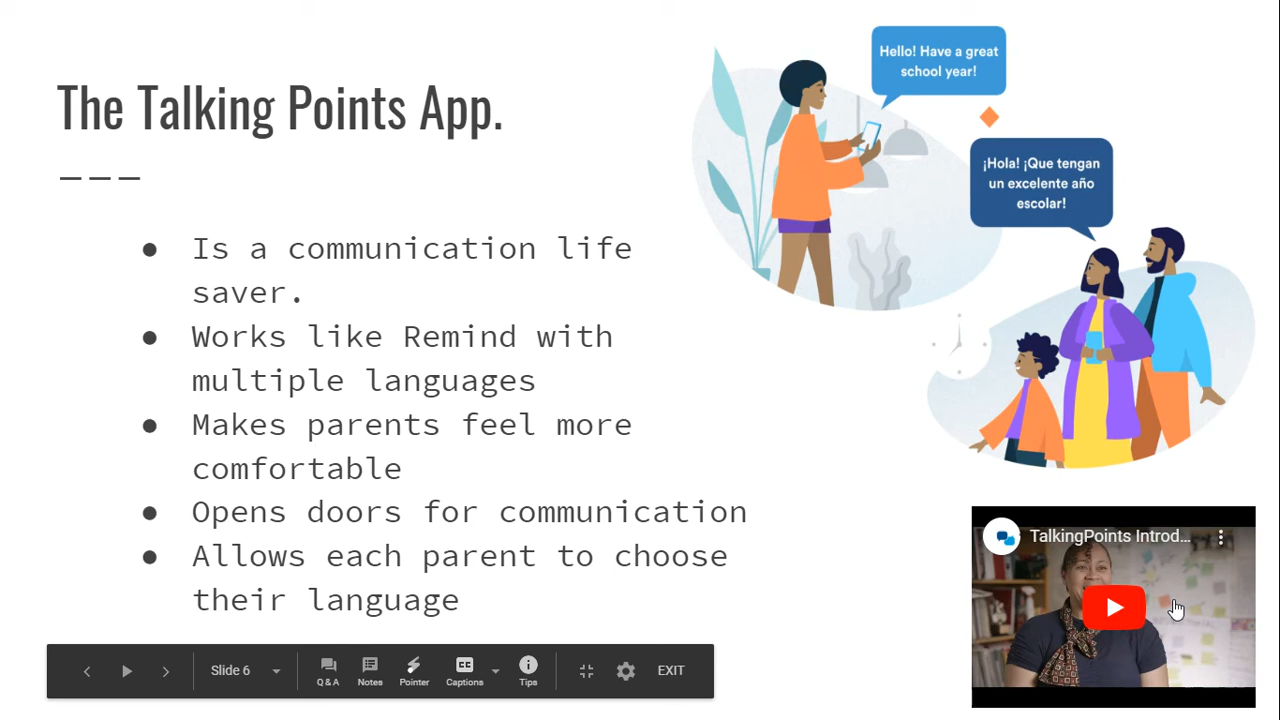 The Talking Points App.
Is a communication life
saver.
Works like Remind with
multiple languages
Makes parents feel more
comfortable
Opens doors for communication
Allows each parent to choose
their language
Hello! Have a great
school year!
¡Hola! ¡Que tengan
un excelente año
escolar!
TalkingPoints Introd...
Slide 6
Q & A
Notes
Pointer
CC
Captions
Tips
EXIT